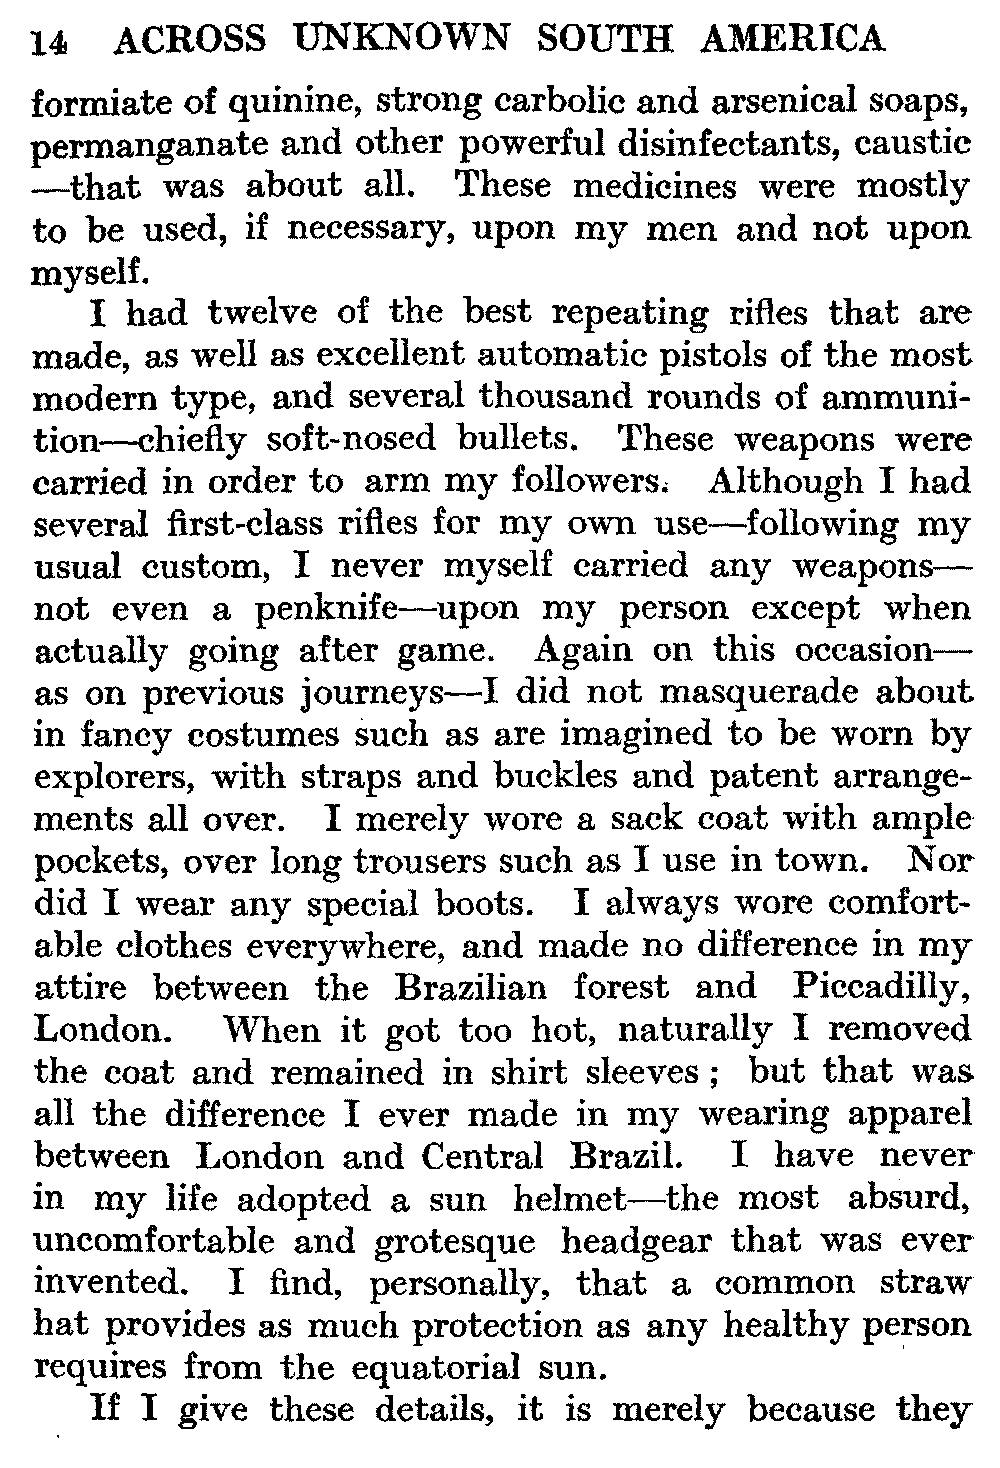 14 ACROSS UNKNOWN SOUTH AMERICA
formiate of quinine, strong carbolic and arsenical soaps,
permanganate and other powerful disinfectants, caustic
—that was about all. These medicines were mostly
to be used, if necessary, upon my men and not upon
myself.
I had twelve of the best repeating rifles that are
made, as well as excellent automatic pistols of the most
modern type, and several thousand rounds of ammuni-
tion—chiefly soft-nosed bullets. These weapons were
carried in order to arm my followers. Although I had
several first-class rifles for my own use—following my
usual custom, I never myself carried any weapons—
not even a penknife—upon my person except when
actually going after game. Again on this occasion—
as on previous journeys—I did not masquerade about
in fancy costumes such as are imagined to be worn by
explorers, with straps and buckles and patent arrange-
ments all over. I merely wore a sack coat with ample
pockets, over long trousers such as I use in town. Nor
did I wear any special boots. I always wore comfort-
able clothes everywhere, and made no difference in my
attire between the Brazilian forest and Piccadilly,
London. When it got too hot, naturally I removed
the coat and remained in shirt sleeves ; but that was
all the difference I ever made in my wearing apparel
between London and Central Brazil. I have never
in my life adopted a sun helmet—the most absurd,
uncomfortable and grotesque headgear that was ever
invented. I find, personally, that a common straw
hat provides as much protection as any healthy person
requires from the equatorial sun.
If I give these details, it is merely because they